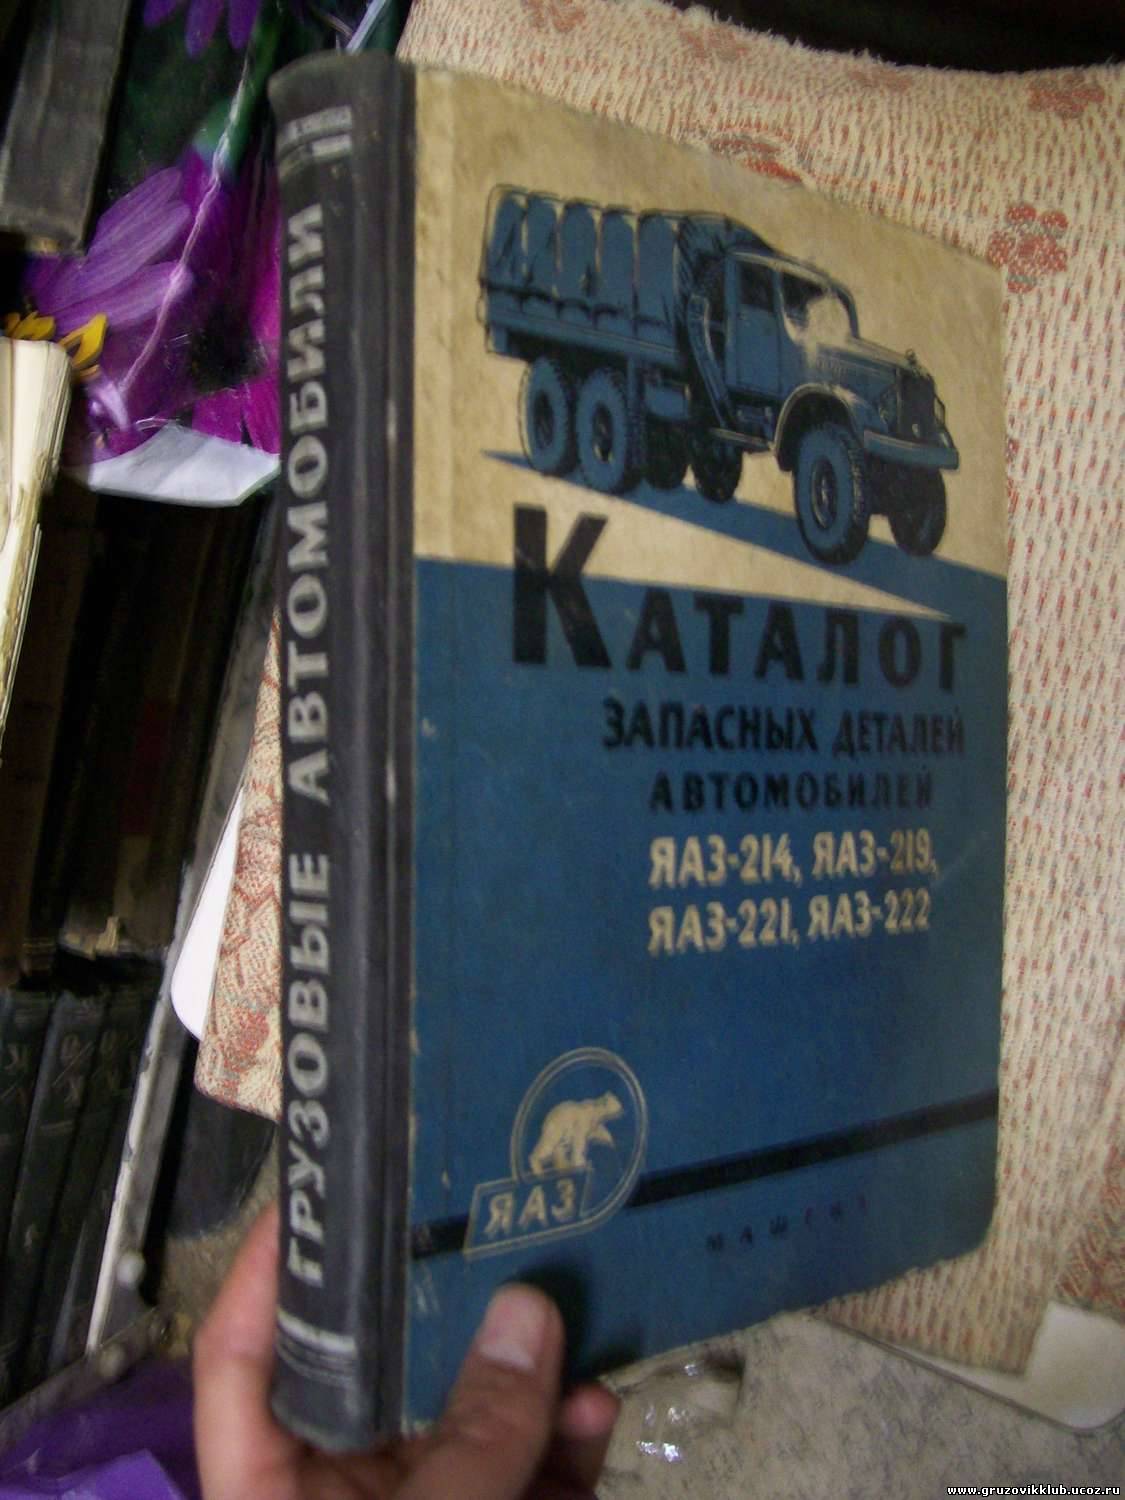 ГРУЗОВЫЕ АВТОМОБИЛИ
КАТАЛОГ
ЗАПАСНЫХ ДЕТАЛЕЙ
АВТОМОБИЛЕЙ
ЯАЗ-214, ЯАЗ-219,
ЯАЗ-221, ЯАЗ-222
ЯАЗ
МАШГИЗ
www.gruzovikklub.ucoz.ru